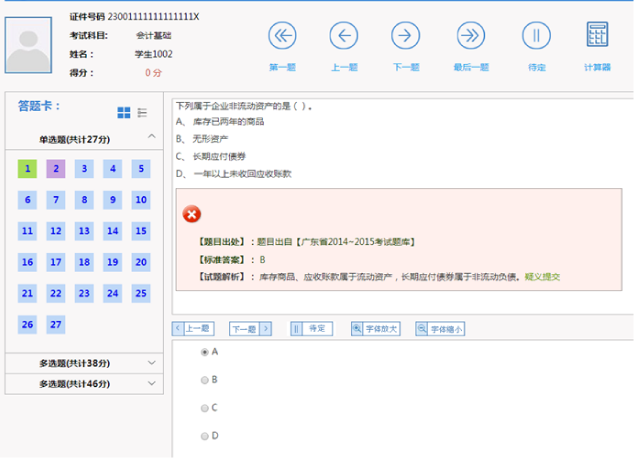 证件号码 23001111111111111X
考试科目： 会计基础
姓名： 学生1002
得分： 0 分
第一题 上一题 下一题 最后一题 待定 计算器
答题卡：
单选题(共计27分)
1 2 3 4 5
6 7 8 9 10
11 12 13 14 15
16 17 18 19 20
21 22 23 24 25
26 27
多选题(共计38分)
多选题(共计46分)
下列属于企业非流动资产的是（ ）。
A、 库存已两年的商品
B、 无形资产
C、 长期应付债券
D、 一年以上未收回应收账款
【题目出处】：题目出自【广东省2014~2015考试题库】
【标准答案】： B
【试题解析】： 库存商品、应收账款属于流动资产，长期应付债券属于非流动负债。疑义提交
上一题 下一题 待定 字体放大 字体缩小
A
B
C
D